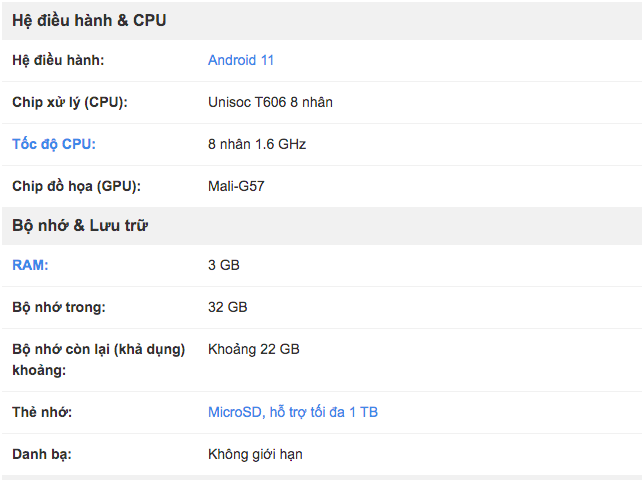 Hệ điều hành & CPU
Hệ điều hành: Android 11
Chip xử lý (CPU): Unisoc T606 8 nhân
Tốc độ CPU: 8 nhân 1.6 GHz
Chip đồ họa (GPU): Mali-G57
Bộ nhớ & Lưu trữ
RAM: 3 GB
Bộ nhớ trong: 32 GB
Bộ nhớ còn lại (khả dụng) Khoảng 22 GB
khoảng:
Thẻ nhớ: MicroSD, hỗ trợ tối đa 1 TB
Danh bạ: Không giới hạn